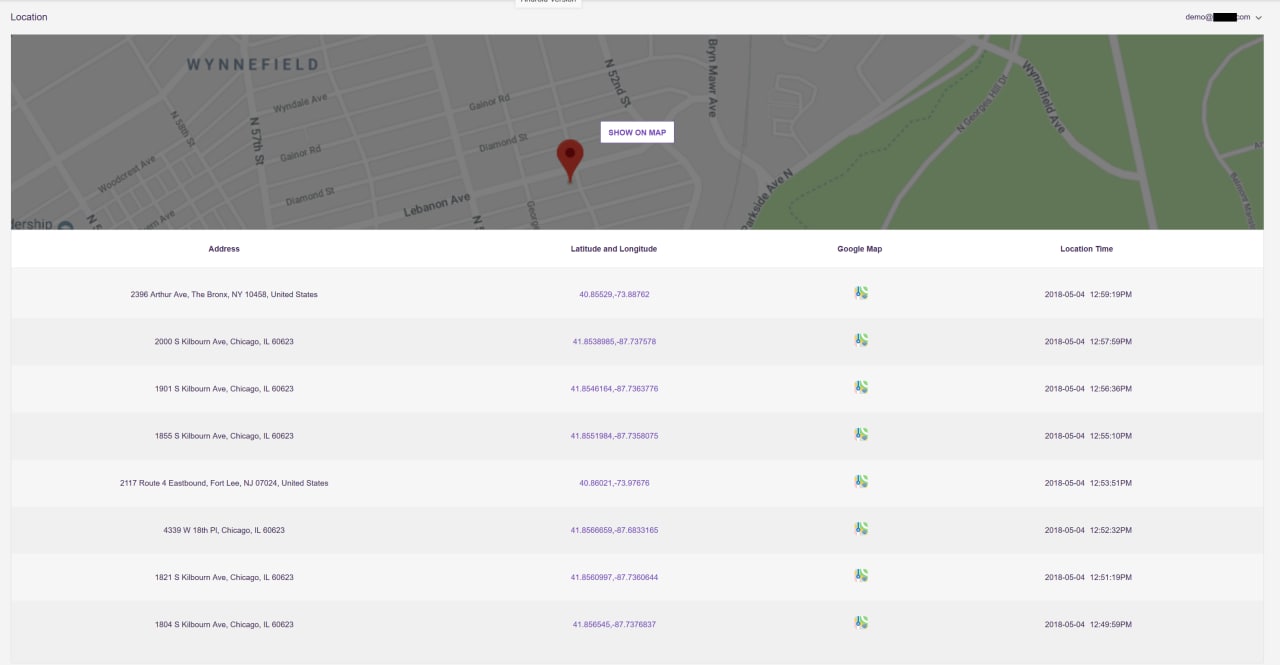 Android Version
Location
demo@ com
WYNNEFIELD
Wyndale Ave
Gainor Rd
N 52nd St
Bryn Mawr Ave
N 58th St
N 57th St
Gainor Rd
Diamond St
SHOW ON MAP
N Georges Hill Dr
Wynnefield Ave
Woodcrest Ave
Diamond St
Lebanon Ave
George
Parkside Ave N
Belmont Mansi
dership
N 5
ern Ave
N
Address Latitude and Longitude Google Map Location Time
2396 Arthur Ave, The Bronx, NY 10458, United States 40.85529,-73.88762 2018-05-04 12:59:19PM
2000 S Kilbourn Ave, Chicago, IL 60623 41.8538985,-87.737578 2018-05-04 12:57:59PM
1901 S Kilbourn Ave, Chicago, IL 60623 41.8546164,-87.7363776 2018-05-04 12:56:36PM
1855 S Kilbourn Ave, Chicago, IL 60623 41.8551984,-87.7358075 2018-05-04 12:55:10PM
2117 Route 4 Eastbound, Fort Lee, NJ 07024, United States 40.86021,-73.97676 2018-05-04 12:53:51PM
4339 W 18th Pl, Chicago, IL 60623 41.8566659,-87.6833165 2018-05-04 12:52:32PM
1821 S Kilbourn Ave, Chicago, IL 60623 41.8560997,-87.7360644 2018-05-04 12:51:19PM
1804 S Kilbourn Ave, Chicago, IL 60623 41.856545,-87.7376837 2018-05-04 12:49:59PM